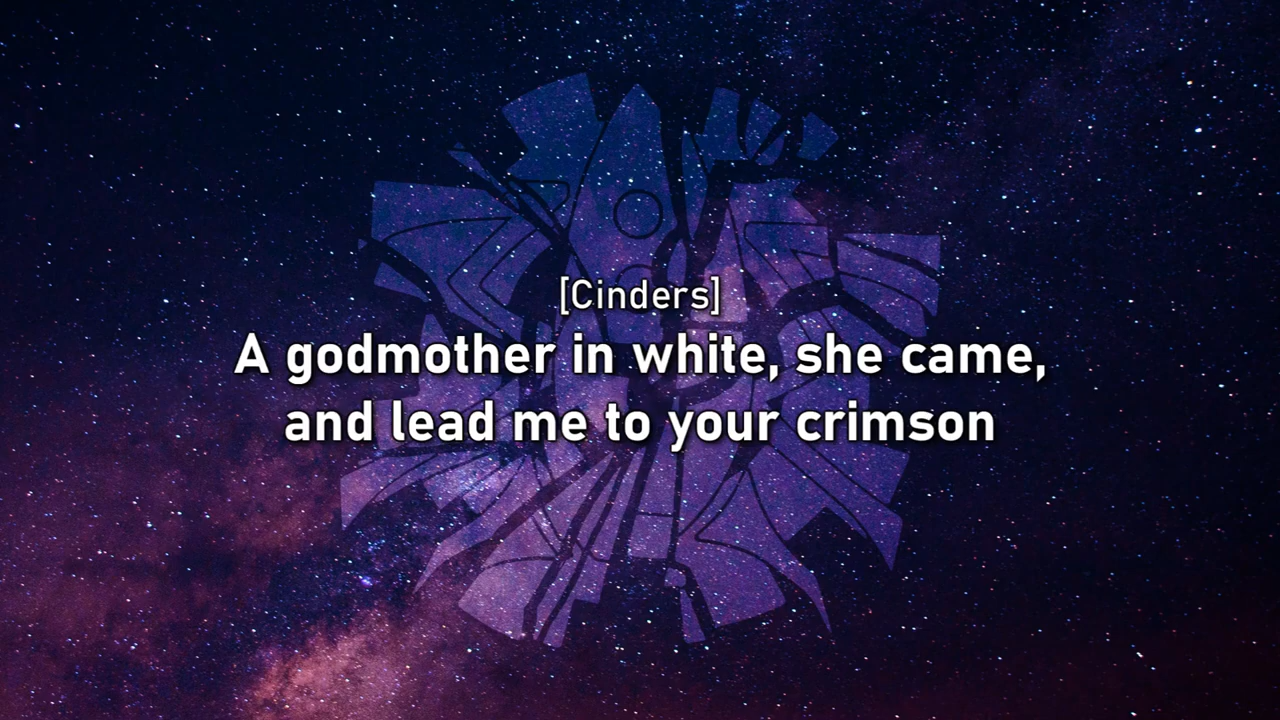 [Cinders]
A godmother in white, she came,
and lead me to your crimson